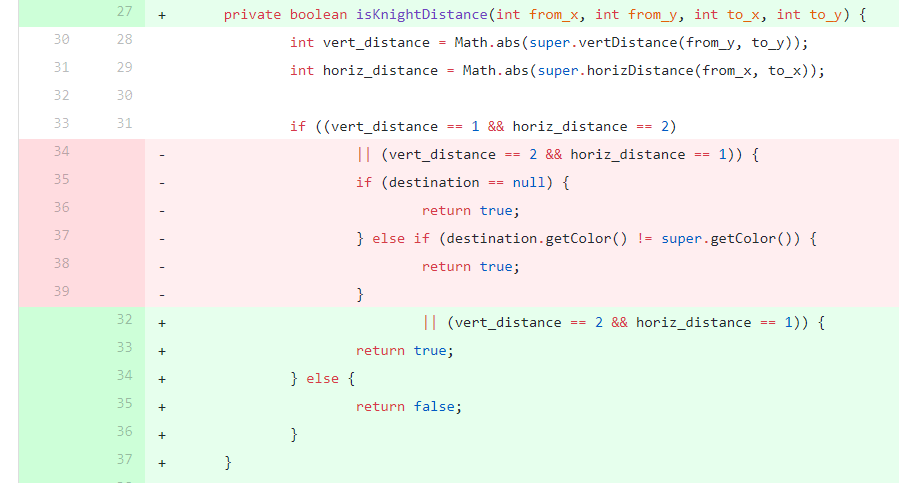 27 + private boolean isKnightDistance(int from_x, int from_y, int to_x, int to_y) {
30 28 int vert_distance = Math.abs(super.vertDistance(from_y, to_y));
31 29 int horiz_distance = Math.abs(super.horizDistance(from_x, to_x));
32 30
33 31 if ((vert_distance == 1 && horiz_distance == 2)
34 - || (vert_distance == 2 && horiz_distance == 1)) {
35 - if (destination == null) {
36 - return true;
37 - } else if (destination.getColor() != super.getColor()) {
38 - return true;
39 - }
32 + || (vert_distance == 2 && horiz_distance == 1)) {
33 + return true;
34 + } else {
35 + return false;
36 + }
37 + }